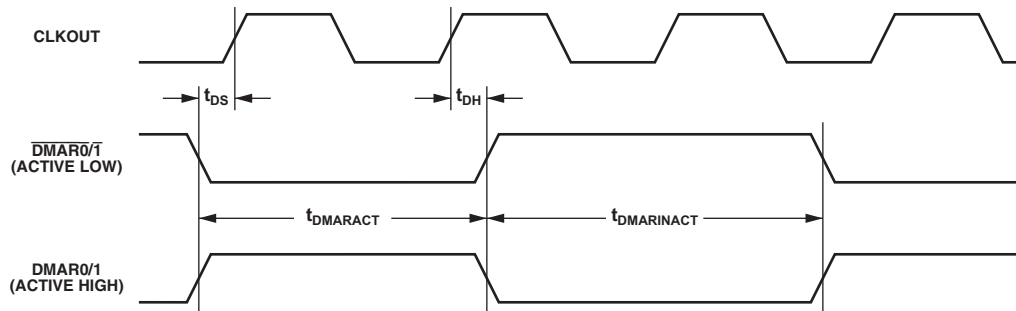 CLKOUT
tDS
tDH
DMAR0/1
(ACTIVE LOW)
tDMARACT
tDMARINACT
DMAR0/1
(ACTIVE HIGH)